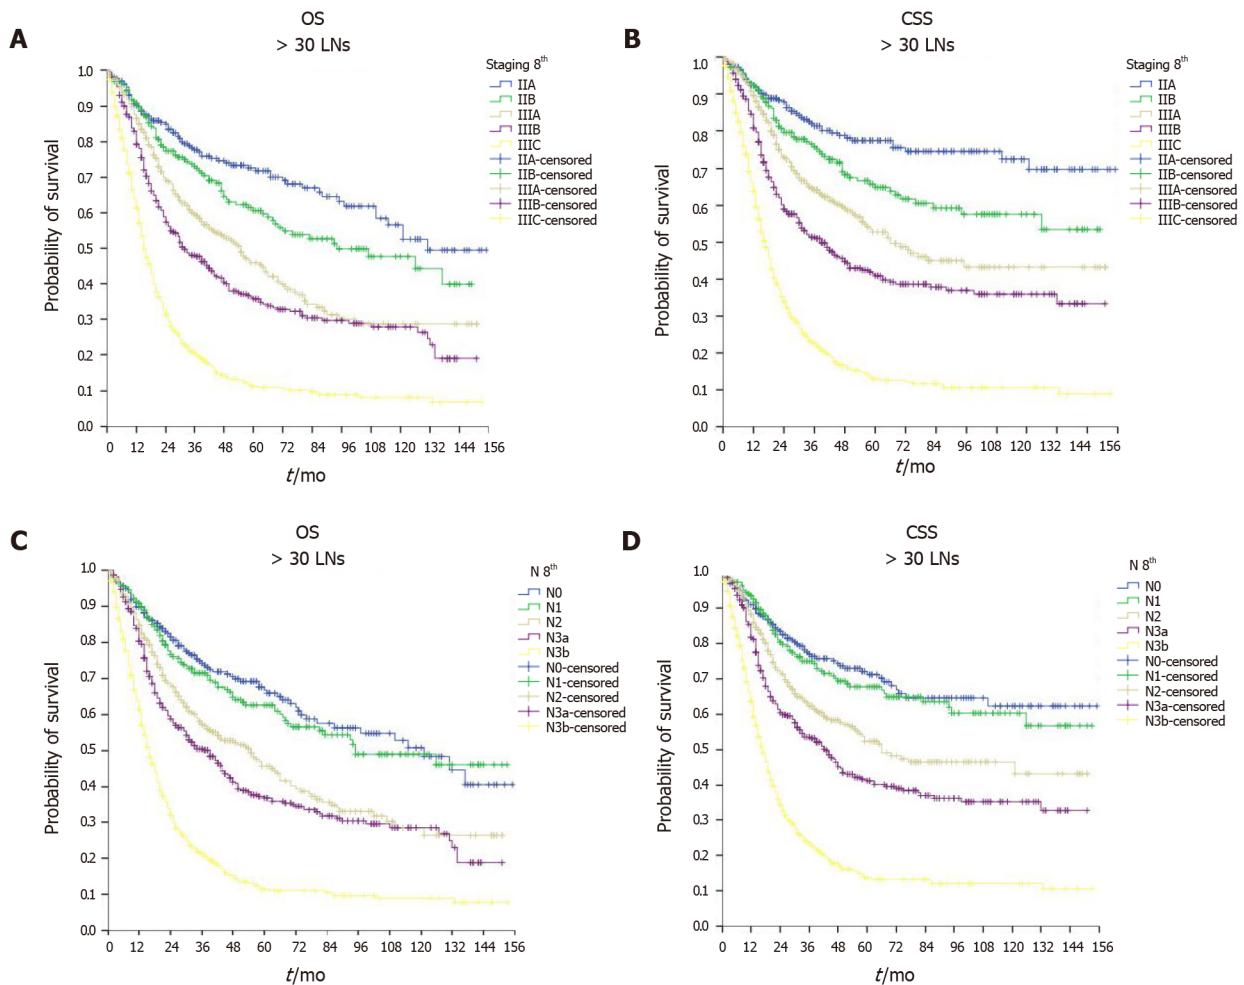 A
OS
> 30 LNs
Staging 8th
IIA
IIB
IIIA
IIIB
IIIC
IIA-censored
IIB-censored
IIIA-censored
IIIB-censored
IIIC-censored
Probability of survival
1.0
0.9
0.8
0.7
0.6
0.5
0.4
0.3
0.2
0.1
0.0
0 12 24 36 48 60 72 84 96 108 120 132 144 156
t/mo
B
CSS
> 30 LNs
Staging 8th
IIA
IIB
IIIA
IIIB
IIIC
IIA-censored
IIB-censored
IIIA-censored
IIIB-censored
IIIC-censored
Probability of survival
1.0
0.9
0.8
0.7
0.6
0.5
0.4
0.3
0.2
0.1
0.0
0 12 24 36 48 60 72 84 96 108 120 132 144 156
t/mo
C
OS
> 30 LNs
N 8th
N0
N1
N2
N3a
N3b
N0-censored
N1-censored
N2-censored
N3a-censored
N3b-censored
Probability of survival
1.0
0.9
0.8
0.7
0.6
0.5
0.4
0.3
0.2
0.1
0.0
0 12 24 36 48 60 72 84 96 108 120 132 144 156
t/mo
D
CSS
> 30 LNs
N 8th
N0
N1
N2
N3a
N3b
N0-censored
N1-censored
N2-censored
N3a-censored
N3b-censored
Probability of survival
1.0
0.9
0.8
0.7
0.6
0.5
0.4
0.3
0.2
0.1
0.0
0 12 24 36 48 60 72 84 96 108 120 132 144 156
t/mo